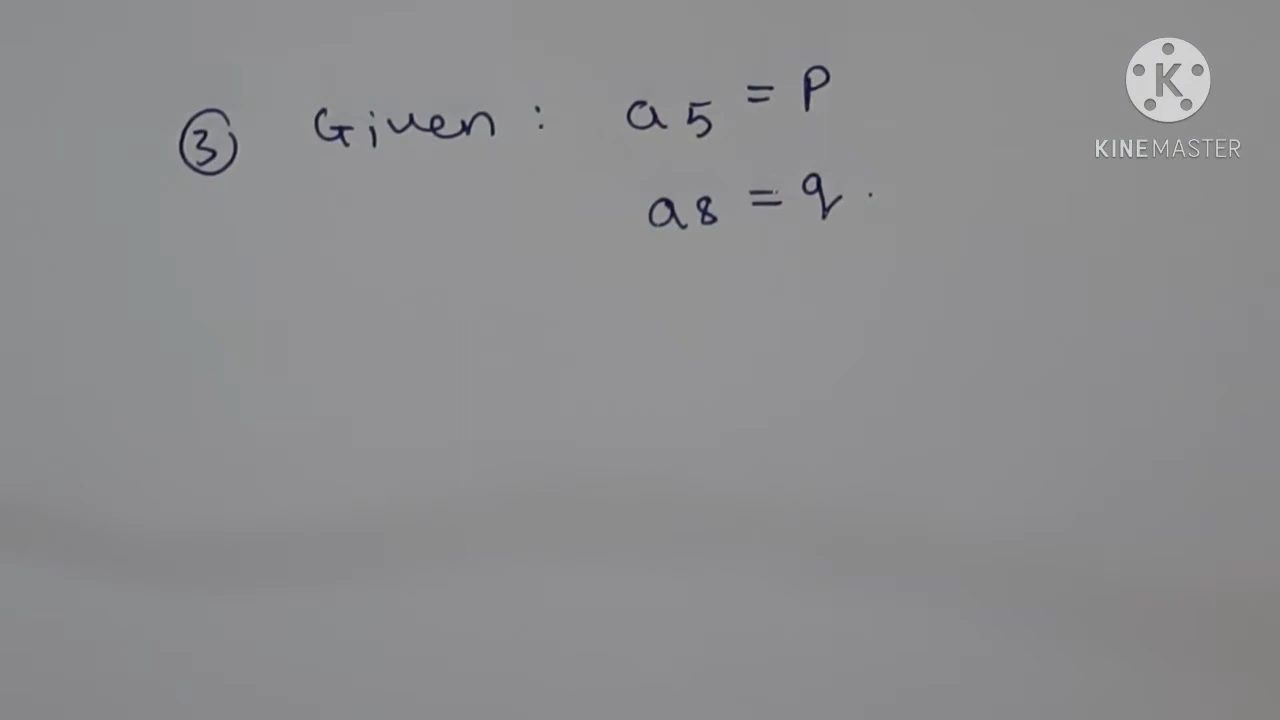 ③ Given : a5 = P
a8 = q .
K
KINEMASTER